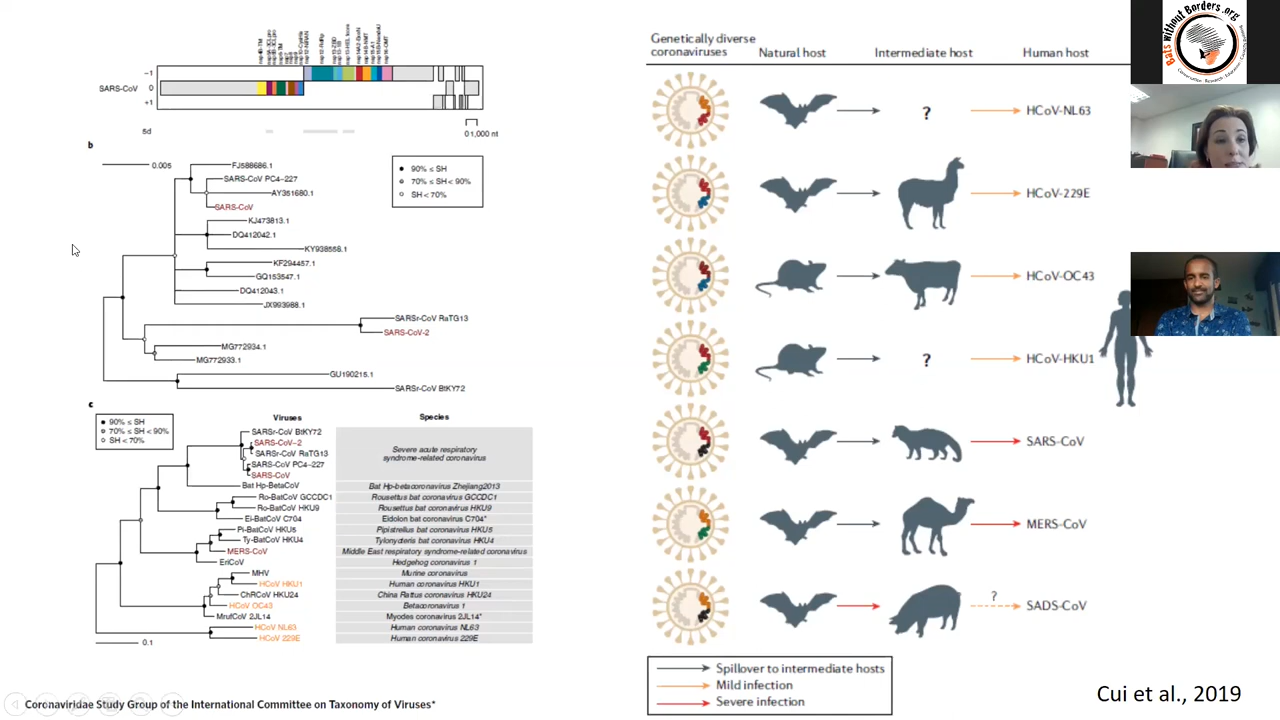 nsp3-TM
nsp12-RdRp
nsp16-OMT
SARS-CoV
−1
0
+1
0 1,000 nt
5d
b
0.005
90% ≤ SH
70% ≤ SH < 90%
SH < 70%
FJ588686.1
SARS-CoV PC4-227
AY351680.1
SARS-CoV
KJ473813.1
DQ412042.1
KY938558.1
KF294457.1
GQ153547.1
DQ412043.1
JX993988.1
SARSr-CoV RaTG13
SARS-CoV-2
MG772934.1
MG772933.1
GU190215.1
SARSr-CoV BtKY72
c
90% ≤ SH
70% ≤ SH < 90%
SH < 70%
Viruses
Species
SARSr-CoV BtKY72
SARS-CoV-2
SARSr-CoV RaTG13
SARS-CoV PC4-227
SARS-CoV
Severe acute respiratory
syndrome-related coronavirus
Bat Hp-BetaCoV Bat Hp-betacoronavirus Zhejiang2013
Ro-BatCoV GCCDC1 Rousettus bat coronavirus GCCDC1
Ro-BatCoV HKU9 Rousettus bat coronavirus HKU9
Ei-BatCoV C704 Eidolon bat coronavirus C704*
Pi-BatCoV HKU5 Pipistrellus bat coronavirus HKU5
Ty-BatCoV HKU4 Tylonycteris bat coronavirus HKU4
MERS-CoV Middle East respiratory syndrome-related coronavirus
EriCoV Hedgehog coronavirus 1
MHV Murine coronavirus
HCoV HKU1 Human coronavirus HKU1
ChRCoV HKU24 China Rattus coronavirus HKU24
HCoV OC43 Betacoronavirus 1
MrufCoV 2JL14 Myodes coronavirus 2JL14*
HCoV NL63 Human coronavirus NL63
HCoV 229E Human coronavirus 229E
0.1
Coronaviridae Study Group of the International Committee on Taxonomy of Viruses*
Genetically diverse
coronaviruses
Natural host
Intermediate host
Human host
? HCoV-NL63
HCoV-229E
HCoV-OC43
? HCoV-HKU1
SARS-CoV
MERS-CoV
? SADS-CoV
Spillover to intermediate hosts
Mild infection
Severe infection
Cui et al., 2019
Bats without Borders.org